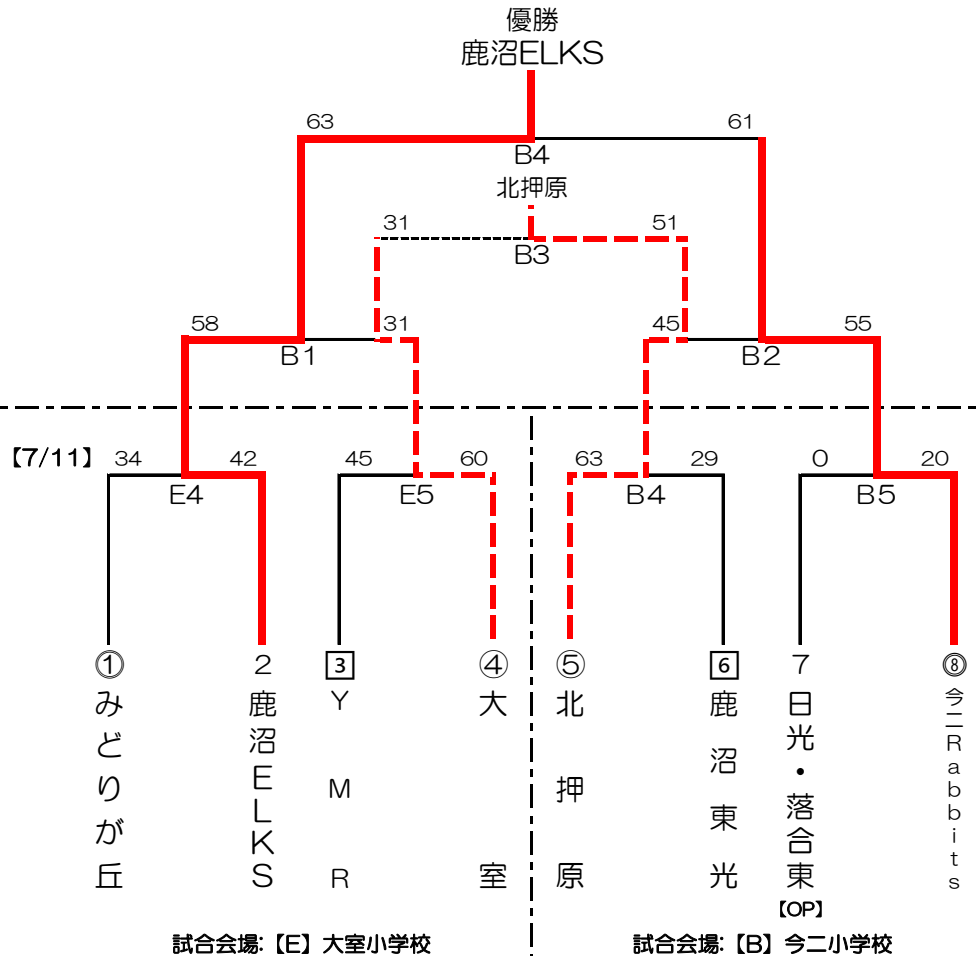 優勝
鹿沼ELKS
63
61
B4
北押原
31
51
B3
58
31
45
55
B1
B2
【7/11】
34
42
45
60
63
29
0
20
E4
E5
B4
B5
①
2
3
④
⑤
6
7
⑧
みどりが丘
鹿沼ELKS
YMR
大室
北押原
鹿沼東光
日光・落合東
今二Rabbits
【OP】
試合会場:【E】大室小学校
試合会場:【B】今二小学校